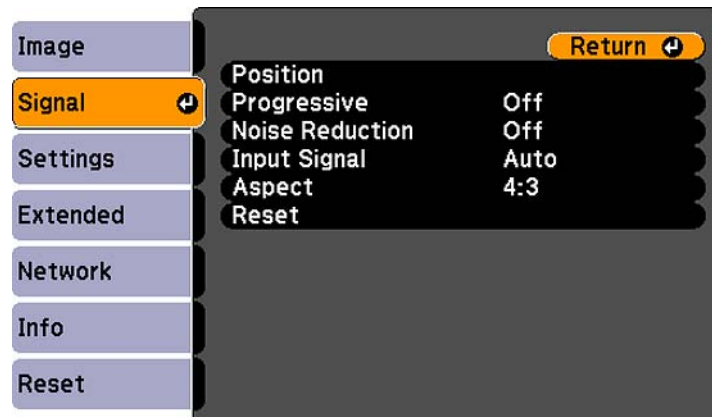 Image
Signal
Settings
Extended
Network
Info
Reset
Return
Position
Progressive Off
Noise Reduction Off
Input Signal Auto
Aspect 4:3
Reset